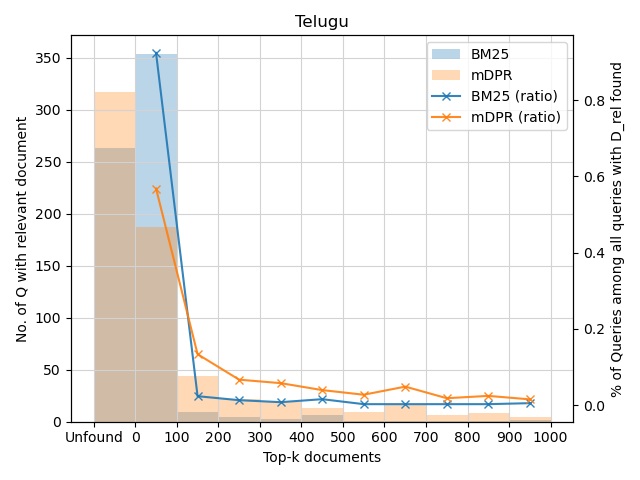 Telugu
BM25
mDPR
BM25 (ratio)
mDPR (ratio)
No. of Q with relevant document
350
300
250
200
150
100
50
0
% of Queries among all queries with D_rel found
0.8
0.6
0.4
0.2
0.0
Unfound 0 100 200 300 400 500 600 700 800 900 1000
Top-k documents